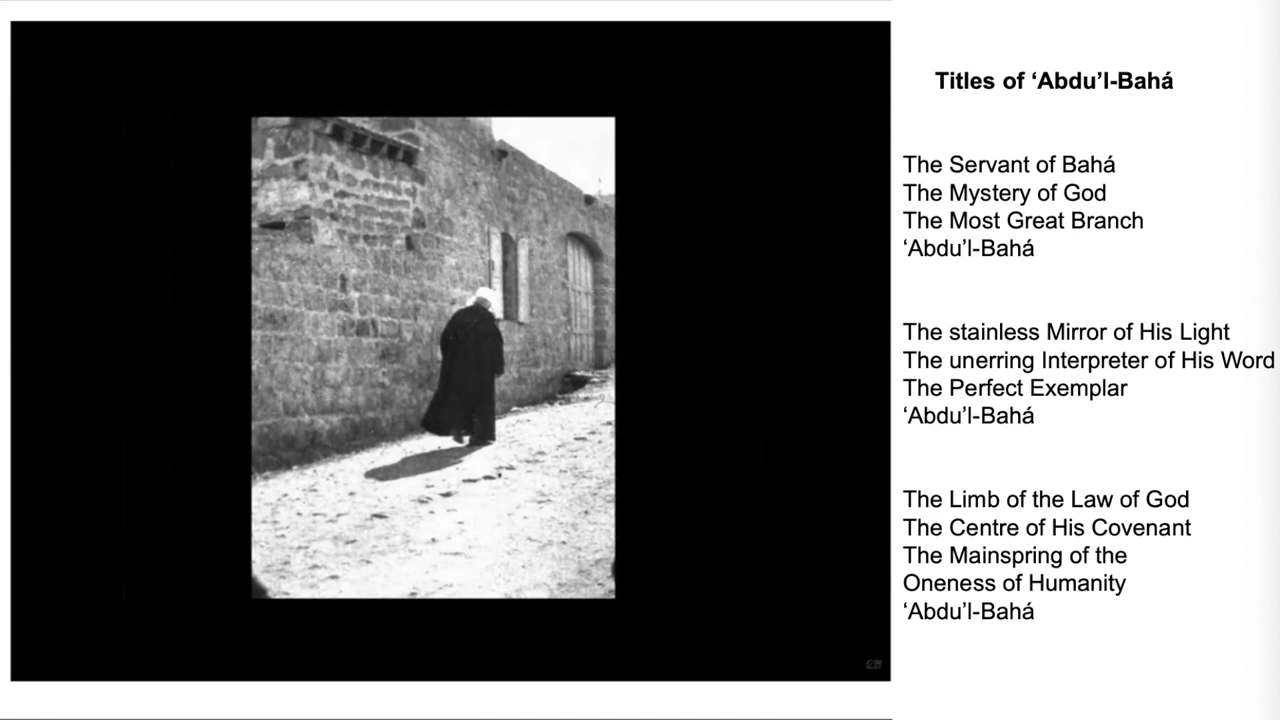 Titles of ‘Abdu’l-Bahá
The Servant of Bahá
The Mystery of God
The Most Great Branch
‘Abdu’l-Bahá
The stainless Mirror of His Light
The unerring Interpreter of His Word
The Perfect Exemplar
‘Abdu’l-Bahá
The Limb of the Law of God
The Centre of His Covenant
The Mainspring of the
Oneness of Humanity
‘Abdu’l-Bahá